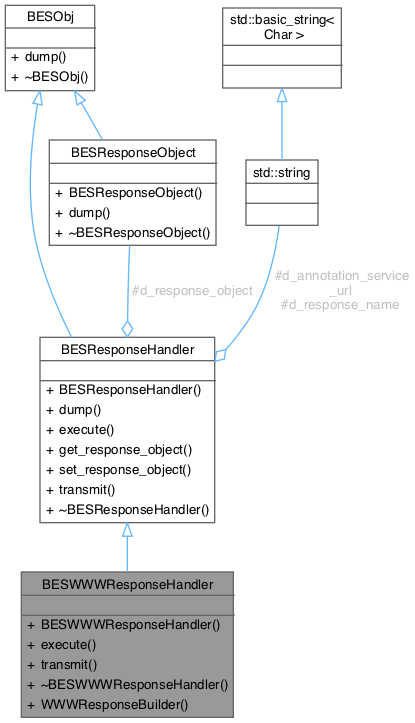 BESObj
+ dump()
+ ~BESObj()
std::basic_string<
Char >
BESResponseObject
+ BESResponseObject()
+ dump()
+ ~BESResponseObject()
std::string
#d_response_object
#d_annotation_service
_url
#d_response_name
BESResponseHandler
+ BESResponseHandler()
+ dump()
+ execute()
+ get_response_object()
+ set_response_object()
+ transmit()
+ ~BESResponseHandler()
BESWWWResponseHandler
+ BESWWWResponseHandler()
+ execute()
+ transmit()
+ ~BESWWWResponseHandler()
+ WWWResponseBuilder()